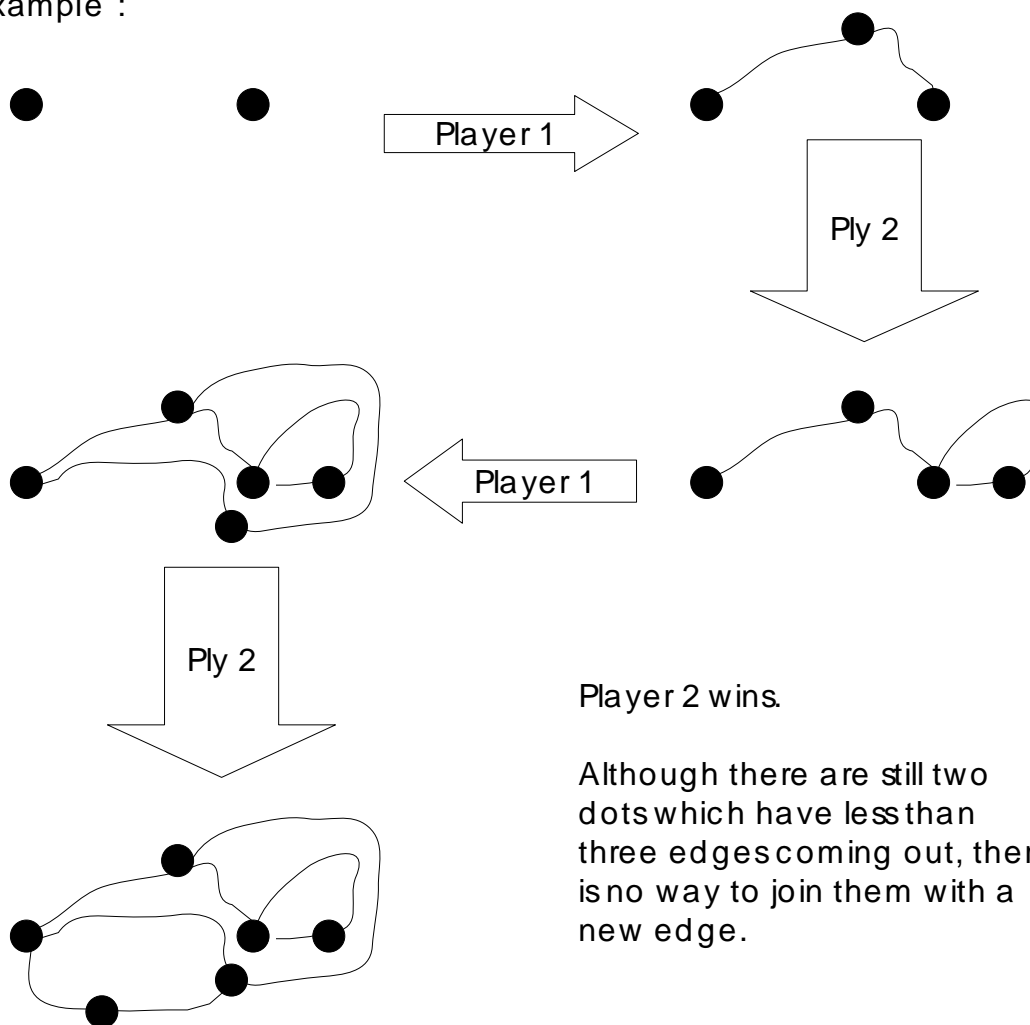 xample :
Player 1
Ply 2
Player 1
Ply 2
Player 2 wins.
Although there are still two
dots which have less than
three edges coming out, ther
is no way to join them with a
new edge.